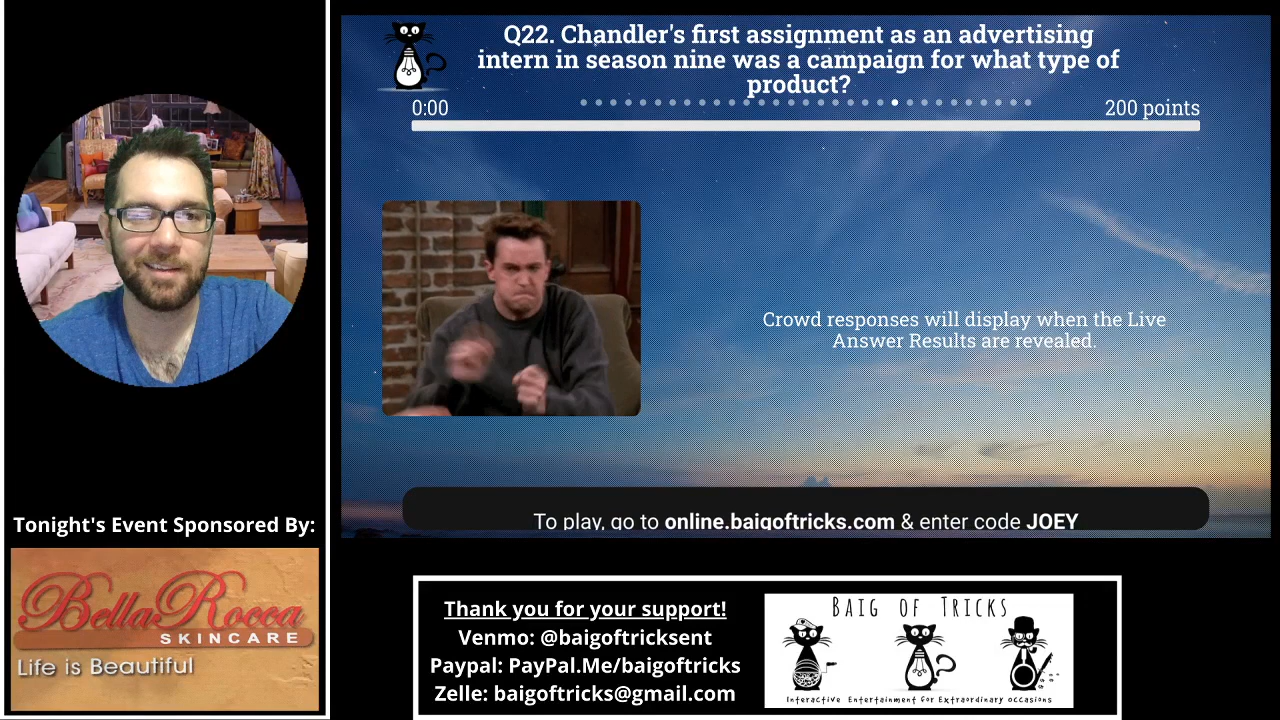 Q22. Chandler's first assignment as an advertising
intern in season nine was a campaign for what type of
product?
0:00
200 points
Crowd responses will display when the Live
Answer Results are revealed.
To play, go to online.baigoftricks.com & enter code JOEY
Tonight's Event Sponsored By:
BellaRocca
SKINCARE
Life is Beautiful
Thank you for your support!
Venmo: @baigoftricksent
Paypal: PayPal.Me/baigoftricks
Zelle: baigoftricks@gmail.com
BAIG OF TRICKS
Interactive Entertainment for Extraordinary occasions